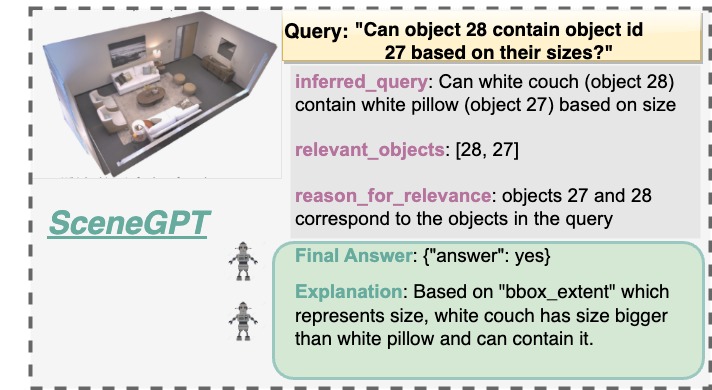 Query: "Can object 28 contain object id
27 based on their sizes?"
inferred_query: Can white couch (object 28)
contain white pillow (object 27) based on size
relevant_objects: [28, 27]
reason_for_relevance: objects 27 and 28
correspond to the objects in the query
SceneGPT
Final Answer: {"answer": yes}
Explanation: Based on "bbox_extent" which
represents size, white couch has size bigger
than white pillow and can contain it.